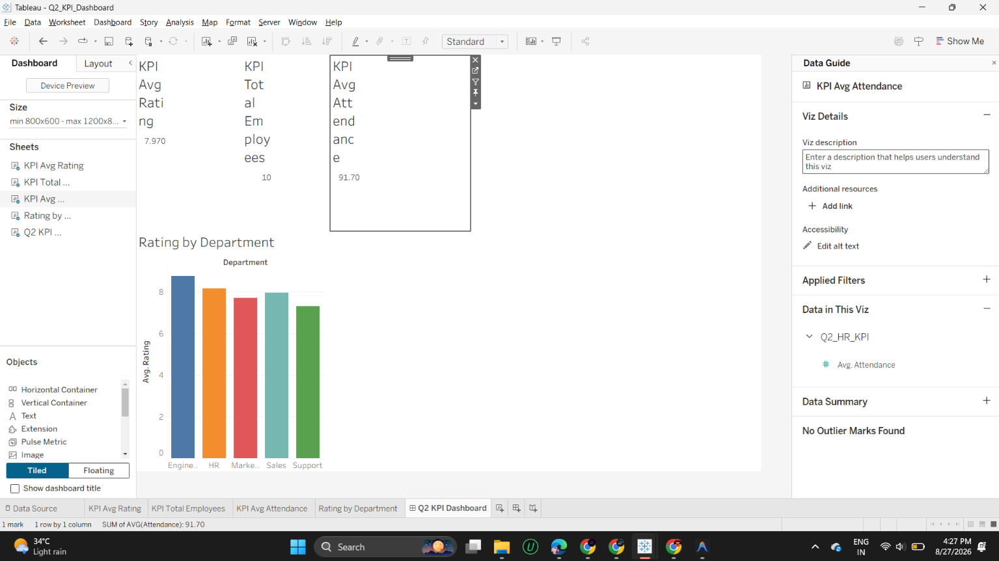 Tableau - Q2_KPI_Dashboard
File Data Worksheet Dashboard Story Analysis Map Format Server Window Help
Standard
Show Me
Dashboard
Layout
Device Preview
Size
min 800x600 - max 1200x8...
Sheets
KPI Avg Rating
KPI Total ...
KPI Avg ...
Rating by ...
Q2 KPI ...
Objects
Horizontal Container
Vertical Container
Text
Extension
Pulse Metric
Image
Tiled
Floating
Show dashboard title
KPI
Avg
Rati
ng
7.970
KPI
Tot
al
Em
ploy
ees
10
KPI
Avg
Att
end
anc
e
91.70
Rating by Department
Department
Avg. Rating
8
6
4
2
0
Engine.. HR Marke.. Sales Support
Data Guide
KPI Avg Attendance
Viz Details
Viz description
Enter a description that helps users understand
this viz
Additional resources
Add link
Accessibility
Edit alt text
Applied Filters
Data in This Viz
Q2_HR_KPI
Avg. Attendance
Data Summary
No Outlier Marks Found
Data Source
KPI Avg Rating
KPI Total Employees
KPI Avg Attendance
Rating by Department
Q2 KPI Dashboard
1 mark 1 row by 1 column SUM of AVG(Attendance): 91.70
34°C
Light rain
Search
ENG
IN
4:27 PM
8/27/2026